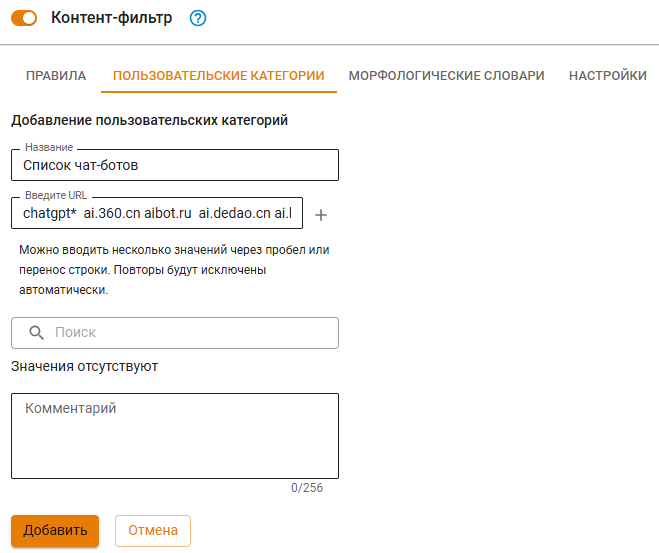 Контент-фильтр ?
ПРАВИЛА ПОЛЬЗОВАТЕЛЬСКИЕ КАТЕГОРИИ МОРФОЛОГИЧЕСКИЕ СЛОВАРИ НАСТРОЙКИ
Добавление пользовательских категорий
Название
Список чат-ботов
Введите URL
chatgpt* ai.360.cn aibot.ru ai.dedao.cn ai.l
Можно вводить несколько значений через пробел или
перенос строки. Повторы будут исключены
автоматически.
Поиск
Значения отсутствуют
Комментарий
0/256
Добавить Отмена